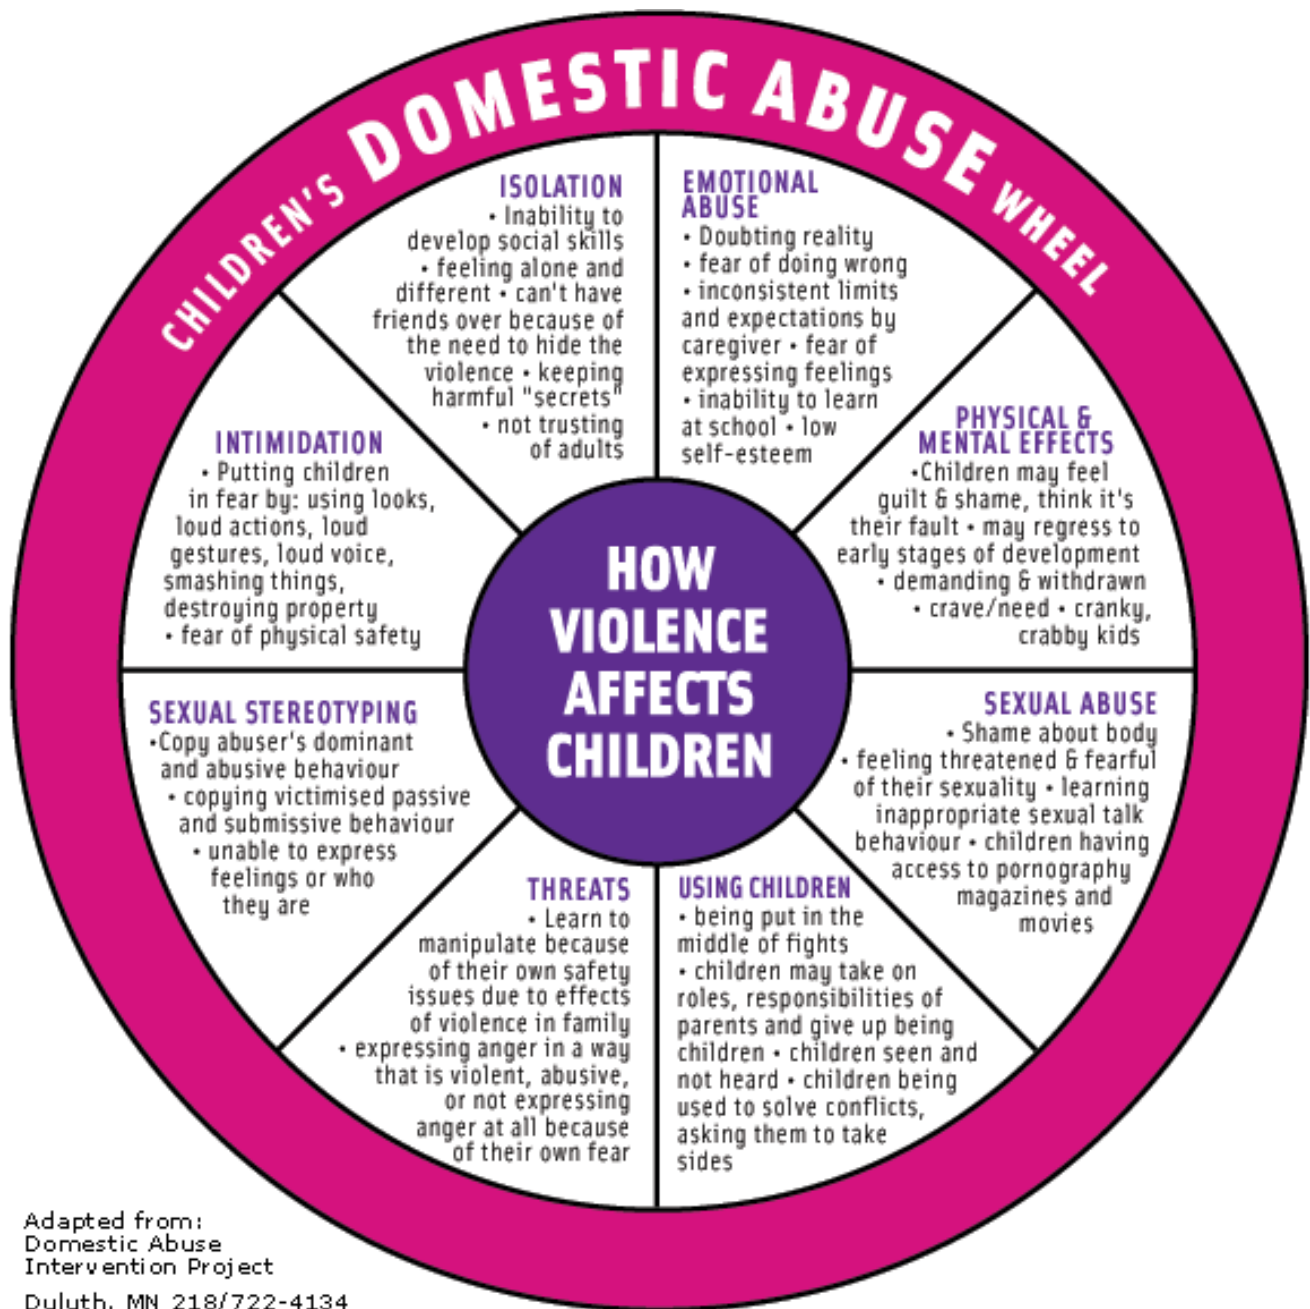 CHILDREN'S DOMESTIC ABUSE WHEEL
ISOLATION
• Inability to
develop social skills
• feeling alone and
different • can't have
friends over because of
the need to hide the
violence • keeping
harmful "secrets"
• not trusting
of adults
EMOTIONAL
ABUSE
• Doubting reality
• fear of doing wrong
• inconsistent limits
and expectations by
caregiver • fear of
expressing feelings
• inability to learn
at school • low
self-esteem
PHYSICAL &
MENTAL EFFECTS
•Children may feel
guilt & shame, think it's
their fault • may regress to
early stages of development
• demanding & withdrawn
• crave/need • cranky,
crabby kids
SEXUAL ABUSE
• Shame about body
• feeling threatened & fearful
of their sexuality • learning
inappropriate sexual talk
behaviour • children having
access to pornography
magazines and
movies
USING CHILDREN
• being put in the
middle of fights
• children may take on
roles, responsibilities of
parents and give up being
children • children seen and
not heard • children being
used to solve conflicts,
asking them to take
sides
THREATS
• Learn to
manipulate because
of their own safety
issues due to effects
of violence in family
• expressing anger in a way
that is violent, abusive,
or not expressing
anger at all because
of their own fear
SEXUAL STEREOTYPING
•Copy abuser's dominant
and abusive behaviour
• copying victimised passive
and submissive behaviour
• unable to express
feelings or who
they are
INTIMIDATION
• Putting children
in fear by: using looks,
loud actions, loud
gestures, loud voice,
smashing things,
destroying property
• fear of physical safety
HOW
VIOLENCE
AFFECTS
CHILDREN
Adapted from:
Domestic Abuse
Intervention Project
Duluth, MN 218/722-4134